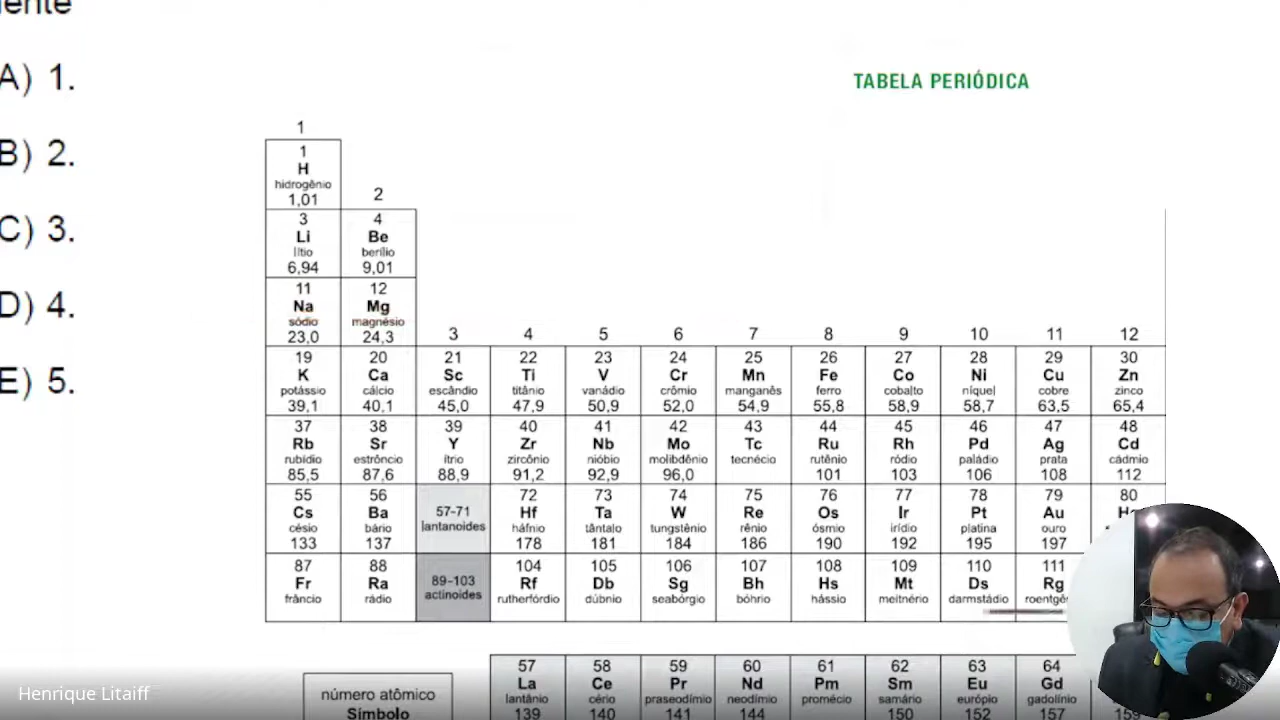 A) 1.
B) 2.
C) 3.
D) 4.
E) 5.
TABELA PERIÓDICA
1
1
H
hidrogênio
1,01
2
3 4
Li Be
lítio berílio
6,94 9,01
11 12
Na Mg
sódio magnésio
23,0 24,3
3 4 5 6 7 8 9 10 11 12
19 20 21 22 23 24 25 26 27 28 29 30
K Ca Sc Ti V Cr Mn Fe Co Ni Cu Zn
potássio cálcio escândio titânio vanádio crômio manganês ferro cobalto níquel cobre zinco
39,1 40,1 45,0 47,9 50,9 52,0 54,9 55,8 58,9 58,7 63,5 65,4
37 38 39 40 41 42 43 44 45 46 47 48
Rb Sr Y Zr Nb Mo Tc Ru Rh Pd Ag Cd
rubídio estrôncio ítrio zircônio nióbio molibdênio tecnécio rutênio ródio paládio prata cádmio
85,5 87,6 88,9 91,2 92,9 96,0 101 103 106 108 112
55 56 57-71 72 73 74 75 76 77 78 79 80
Cs Ba lantanoides Hf Ta W Re Os Ir Pt Au
césio bário háfnio tântalo tungstênio rênio ósmio irídio platina ouro
133 137 178 181 184 186 190 192 195 197
87 88 89-103 104 105 106 107 108 109 110 111
Fr Ra actinoides Rf Db Sg Bh Hs Mt Ds Rg
frâncio rádio rutherfórdio dúbnio seabórgio bóhrio hássio meitnério darmstádio
57 58 59 60 61 62 63 64
La Ce Pr Nd Pm Sm Eu Gd
lantânio cério praseodímio neodímio promécio samário európio gadolínio
139 140 141 144 150 152 157
número atômico
Símbolo
Henrique Litaiff